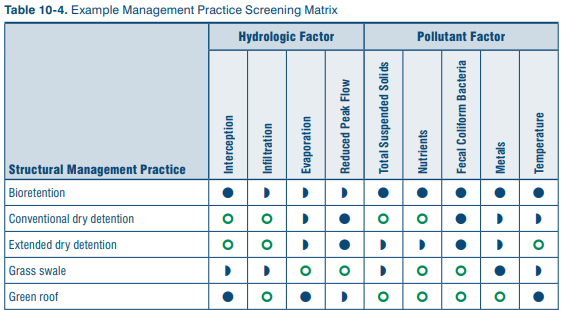 Table 10-4. Example Management Practice Screening Matrix
Hydrologic Factor Pollutant Factor
Structural Management Practice Interception Infiltration Evaporation Reduced Peak Flow Total Suspended Solids Nutrients Fecal Coliform Bacteria Metals Temperature
Bioretention ● ◗ ◗ ◗ ● ● ● ● ●
Conventional dry detention ○ ○ ◗ ● ○ ○ ● ◗ ◗
Extended dry detention ○ ○ ◗ ● ◗ ◗ ● ◗ ○
Grass swale ◗ ◗ ○ ○ ◗ ○ ○ ● ◗
Green roof ● ○ ● ◗ ○ ○ ○ ○ ●